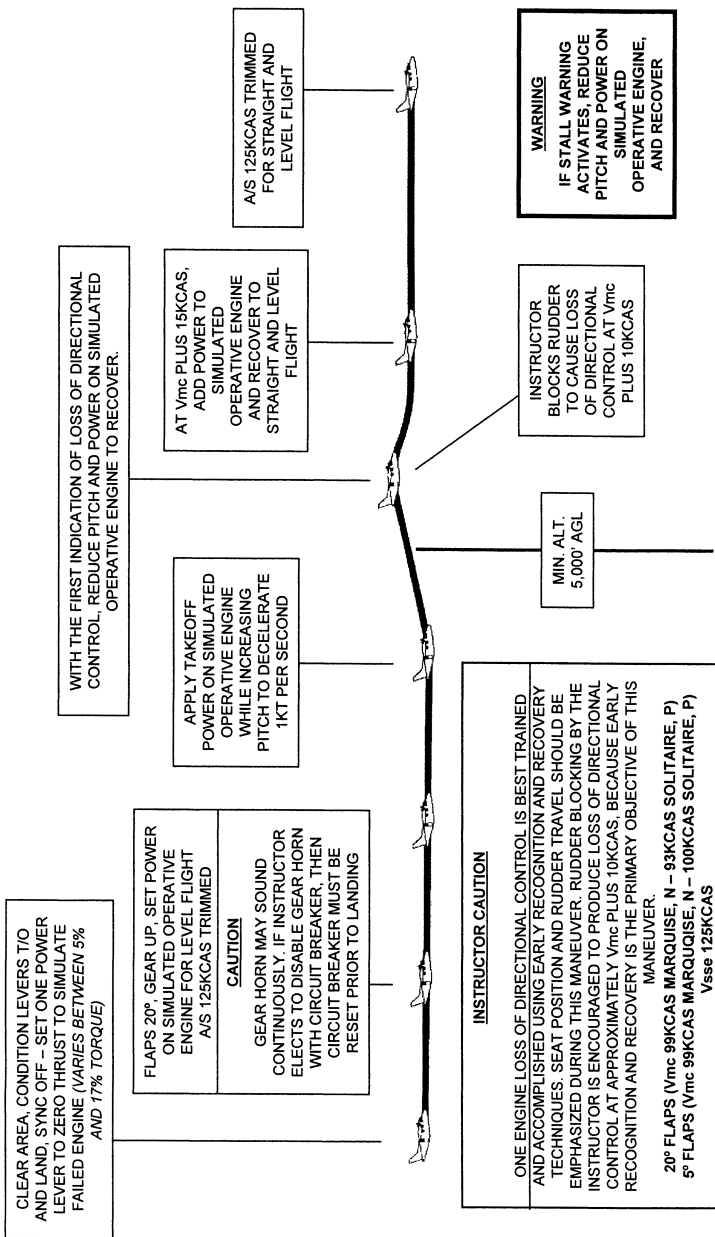 CLEAR AREA, CONDITION LEVERS T/O
AND LAND, SYNC OFF – SET ONE POWER
LEVER TO ZERO THRUST TO SIMULATE
FAILED ENGINE (VARIES BETWEEN 5%
AND 17% TORQUE)
FLAPS 20º, GEAR UP, SET POWER
ON SIMULATED OPERATIVE
ENGINE FOR LEVEL FLIGHT
A/S 125KCAS TRIMMED
CAUTION
GEAR HORN MAY SOUND
CONTINUOUSLY. IF INSTRUCTOR
ELECTS TO DISABLE GEAR HORN
WITH CIRCUIT BREAKER, THEN
CIRCUIT BREAKER MUST BE
RESET PRIOR TO LANDING
APPLY TAKEOFF
POWER ON SIMULATED
OPERATIVE ENGINE
WHILE INCREASING
PITCH TO DECELERATE
1KT PER SECOND
WITH THE FIRST INDICATION OF LOSS OF DIRECTIONAL
CONTROL, REDUCE PITCH AND POWER ON SIMULATED
OPERATIVE ENGINE TO RECOVER.
AT Vmc PLUS 15KCAS,
ADD POWER TO
SIMULATED
OPERATIVE ENGINE
AND RECOVER TO
STRAIGHT AND LEVEL
FLIGHT
A/S 125KCAS TRIMMED
FOR STRAIGHT AND
LEVEL FLIGHT
INSTRUCTOR CAUTION
ONE ENGINE LOSS OF DIRECTIONAL CONTROL IS BEST TRAINED
AND ACCOMPLISHED USING EARLY RECOGNITION AND RECOVERY
TECHNIQUES. SEAT POSITION AND RUDDER TRAVEL SHOULD BE
EMPHASIZED DURING THIS MANEUVER. RUDDER BLOCKING BY THE
INSTRUCTOR IS ENCOURAGED TO PRODUCE LOSS OF DIRECTIONAL
CONTROL AT APPROXIMATELY Vmc PLUS 10KCAS, BECAUSE EARLY
RECOGNITION AND RECOVERY IS THE PRIMARY OBJECTIVE OF THIS
MANEUVER.
20º FLAPS (Vmc 99KCAS MARQUISE, N – 93KCAS SOLITAIRE, P)
5º FLAPS (Vmc 99KCAS MARQUQISE, N – 100KCAS SOLITAIRE, P)
Vsse 125KCAS
MIN. ALT.
5,000' AGL
INSTRUCTOR
BLOCKS RUDDER
TO CAUSE LOSS
OF DIRECTIONAL
CONTROL AT Vmc
PLUS 10KCAS
WARNING
IF STALL WARNING
ACTIVATES, REDUCE
PITCH AND POWER ON
SIMULATED
OPERATIVE ENGINE,
AND RECOVER